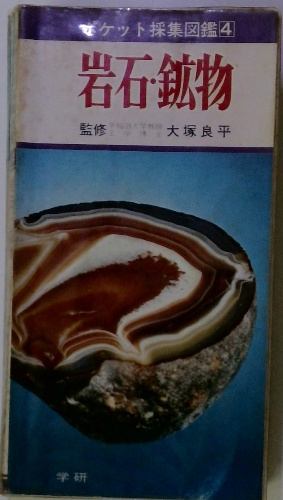 ポケット採集図鑑4
岩石・鉱物
監修 大塚良平
学研